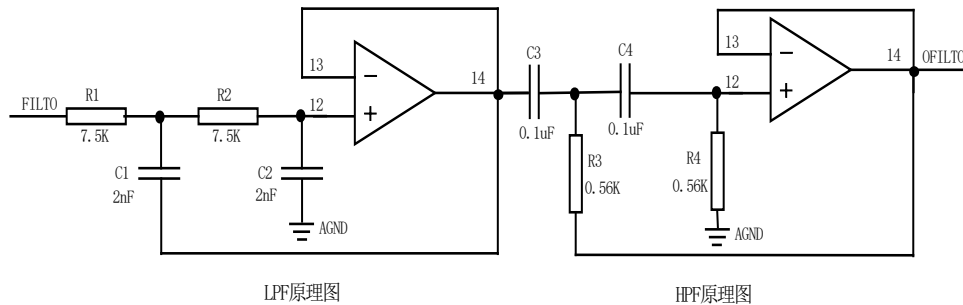 FILTO
R1
7.5K
R2
7.5K
C1
2nF
C2
2nF
AGND
13
12
14
C3
0.1uF
C4
0.1uF
R3
0.56K
R4
0.56K
AGND
13
12
14
OFILTO
LPF原理图
HPF原理图